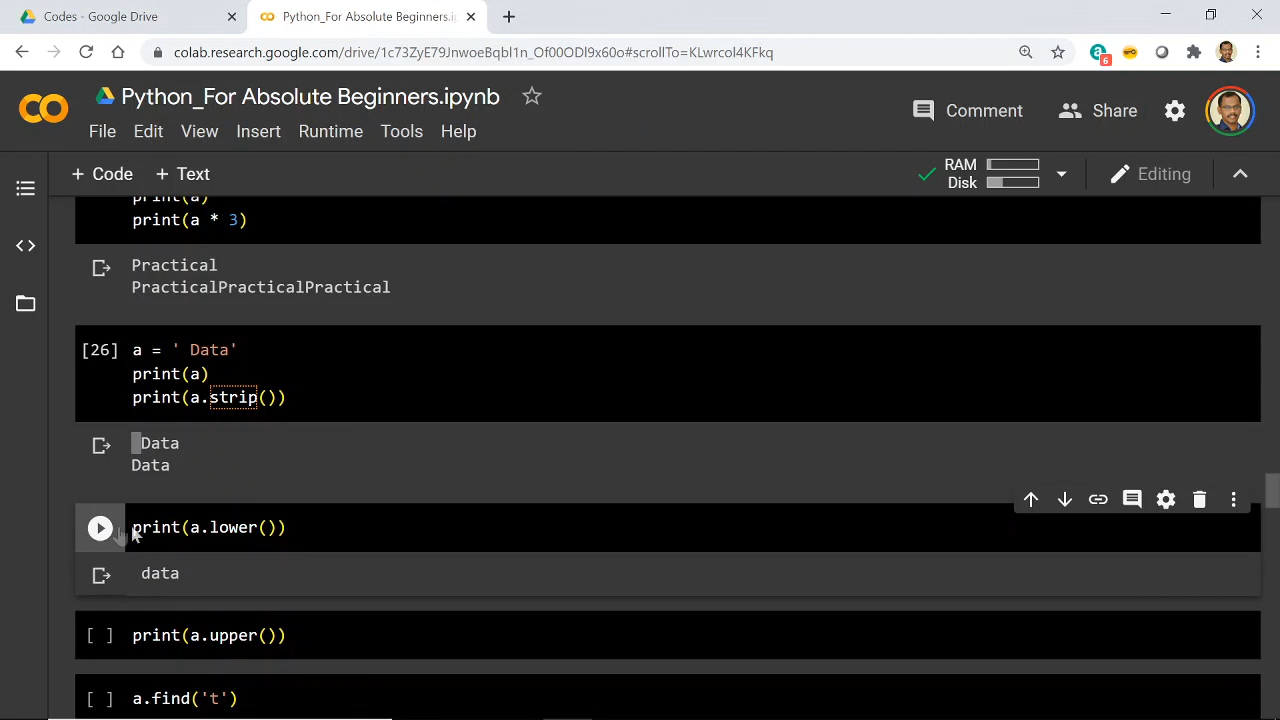 Codes - Google Drive
Python_For Absolute Beginners.ip
colab.research.google.com/drive/1c73ZyE79JnwoeBqbl1n_Of00ODl9x60o#scrollTo=KLwrcol4KFkq
6
Python_For Absolute Beginners.ipynb
Comment
Share
File Edit View Insert Runtime Tools Help
+ Code + Text
RAM
Disk
Editing
print(a)
print(a * 3)
Practical
PracticalPracticalPractical
[26] a = ' Data'
print(a)
print(a.strip())
Data
Data
print(a.lower())
data
[ ] print(a.upper())
[ ] a.find('t')